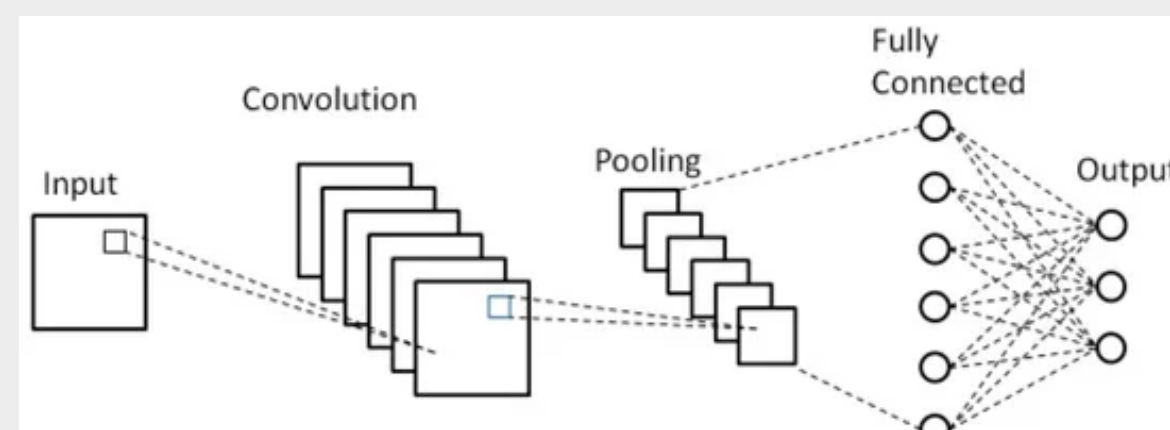 Input
Convolution
Pooling
Fully
Connected
Output